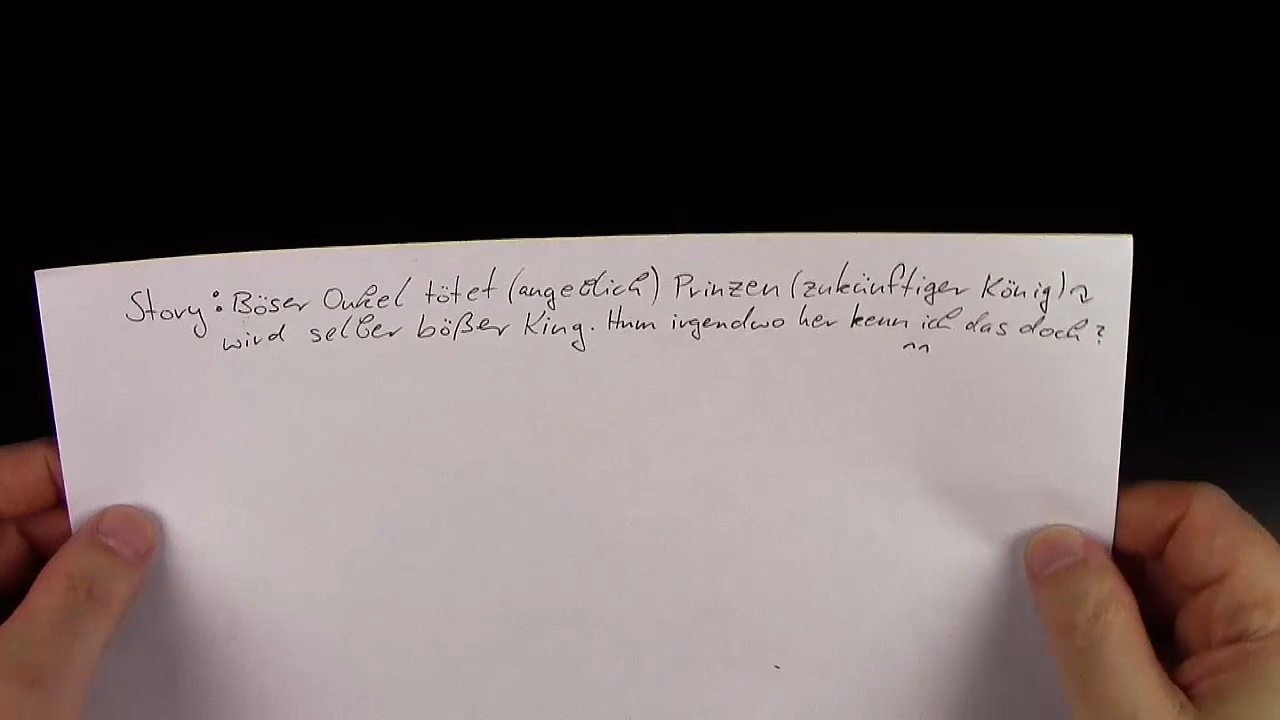 Story: Böser Onkel tötet (angeblich) Prinzen (zukünftiger König)
wird selber bößer King. Hmm irgendwo her kenn ich das doch?
^^